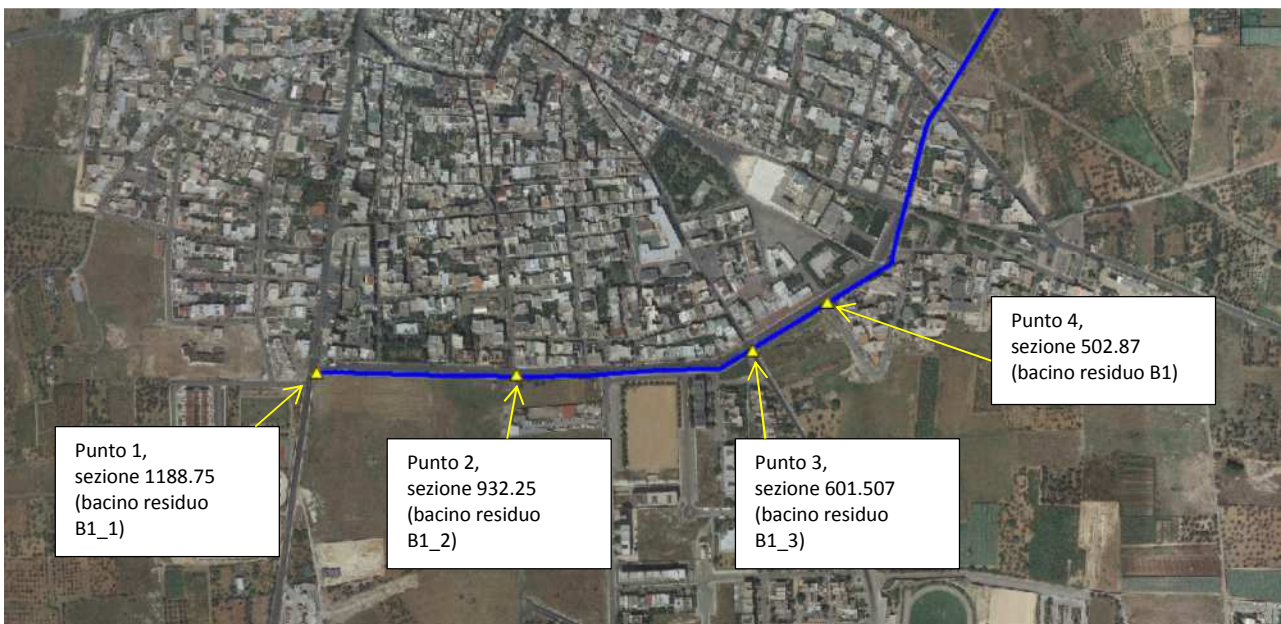 Punto 1,
sezione 1188.75
(bacino residuo
B1_1)
Punto 2,
sezione 932.25
(bacino residuo
B1_2)
Punto 3,
sezione 601.507
(bacino residuo
B1_3)
Punto 4,
sezione 502.87
(bacino residuo B1)